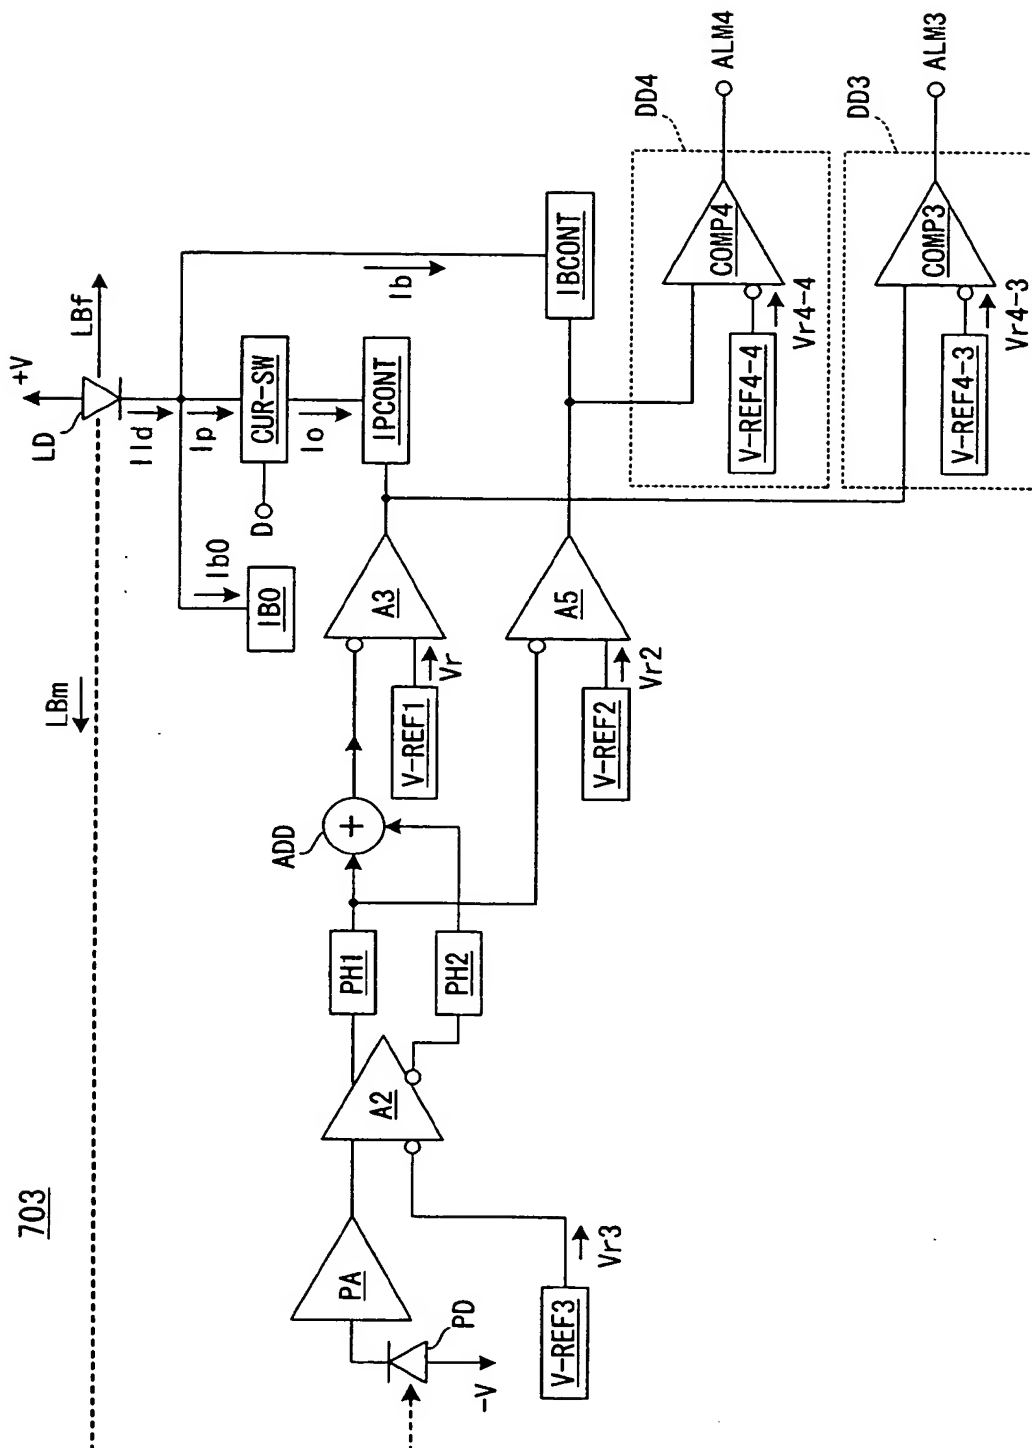 703
LBm
LBf
+V
LD
Ild
Ip
Ib0
IB0
D
CUR-SW
Io
Ib
IPCONT
IBCONT
PD
-V
PA
V-REF3
Vr3
A2
PH1
PH2
ADD
+
V-REF1
Vr
A3
V-REF2
Vr2
A5
DD4
V-REF4-4
Vr4-4
COMP4
ALM4
DD3
V-REF4-3
Vr4-3
COMP3
ALM3